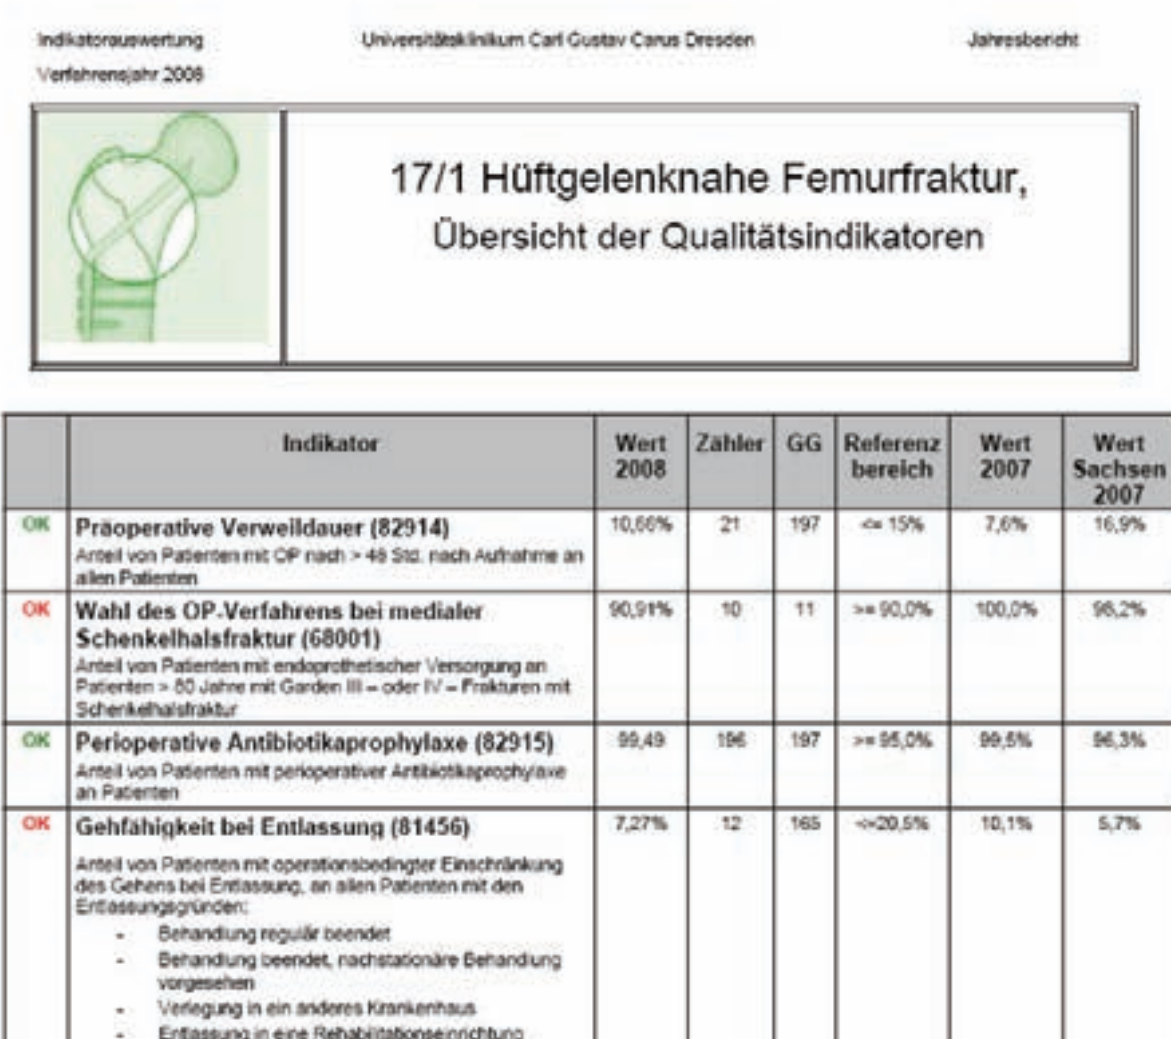 Indikatorauswertung Universitätsklinikum Carl Gustav Carus Dresden Jahresbericht
Verfahrensjahr 2008
17/1 Hüftgelenknahe Femurfraktur,
Übersicht der Qualitätsindikatoren
Indikator Wert 2008 Zähler GG Referenz bereich Wert 2007 Wert Sachsen 2007
OK Präoperative Verweildauer (82914) 10,66% 21 197 <= 15% 7,6% 16,9%
Anteil von Patienten mit OP nach > 48 Std. nach Aufnahme an
allen Patienten
OK Wahl des OP-Verfahrens bei medialer 90,91% 10 11 >= 90,0% 100,0% 96,2%
Schenkelhalsfraktur (68001)
Anteil von Patienten mit endoprothetischer Versorgung an
Patienten > 80 Jahre mit Garden III – oder IV – Frakturen mit
Schenkelhalsfraktur
OK Perioperative Antibiotikaprophylaxe (82915) 99,49 196 197 >= 95,0% 99,5% 96,3%
Anteil von Patienten mit perioperativer Antibiotikaprophylaxe
an Patienten
OK Gehfähigkeit bei Entlassung (81456) 7,27% 12 165 <=20,5% 10,1% 5,7%
Anteil von Patienten mit operationsbedingter Einschränkung
des Gehens bei Entlassung, an allen Patienten mit den
Entlassungsgründen:
- Behandlung regulär beendet
- Behandlung beendet, nachstationäre Behandlung
vorgesehen
- Verlegung in ein anderes Krankenhaus
- Entlassung in eine Rehabilitationseinrichtung